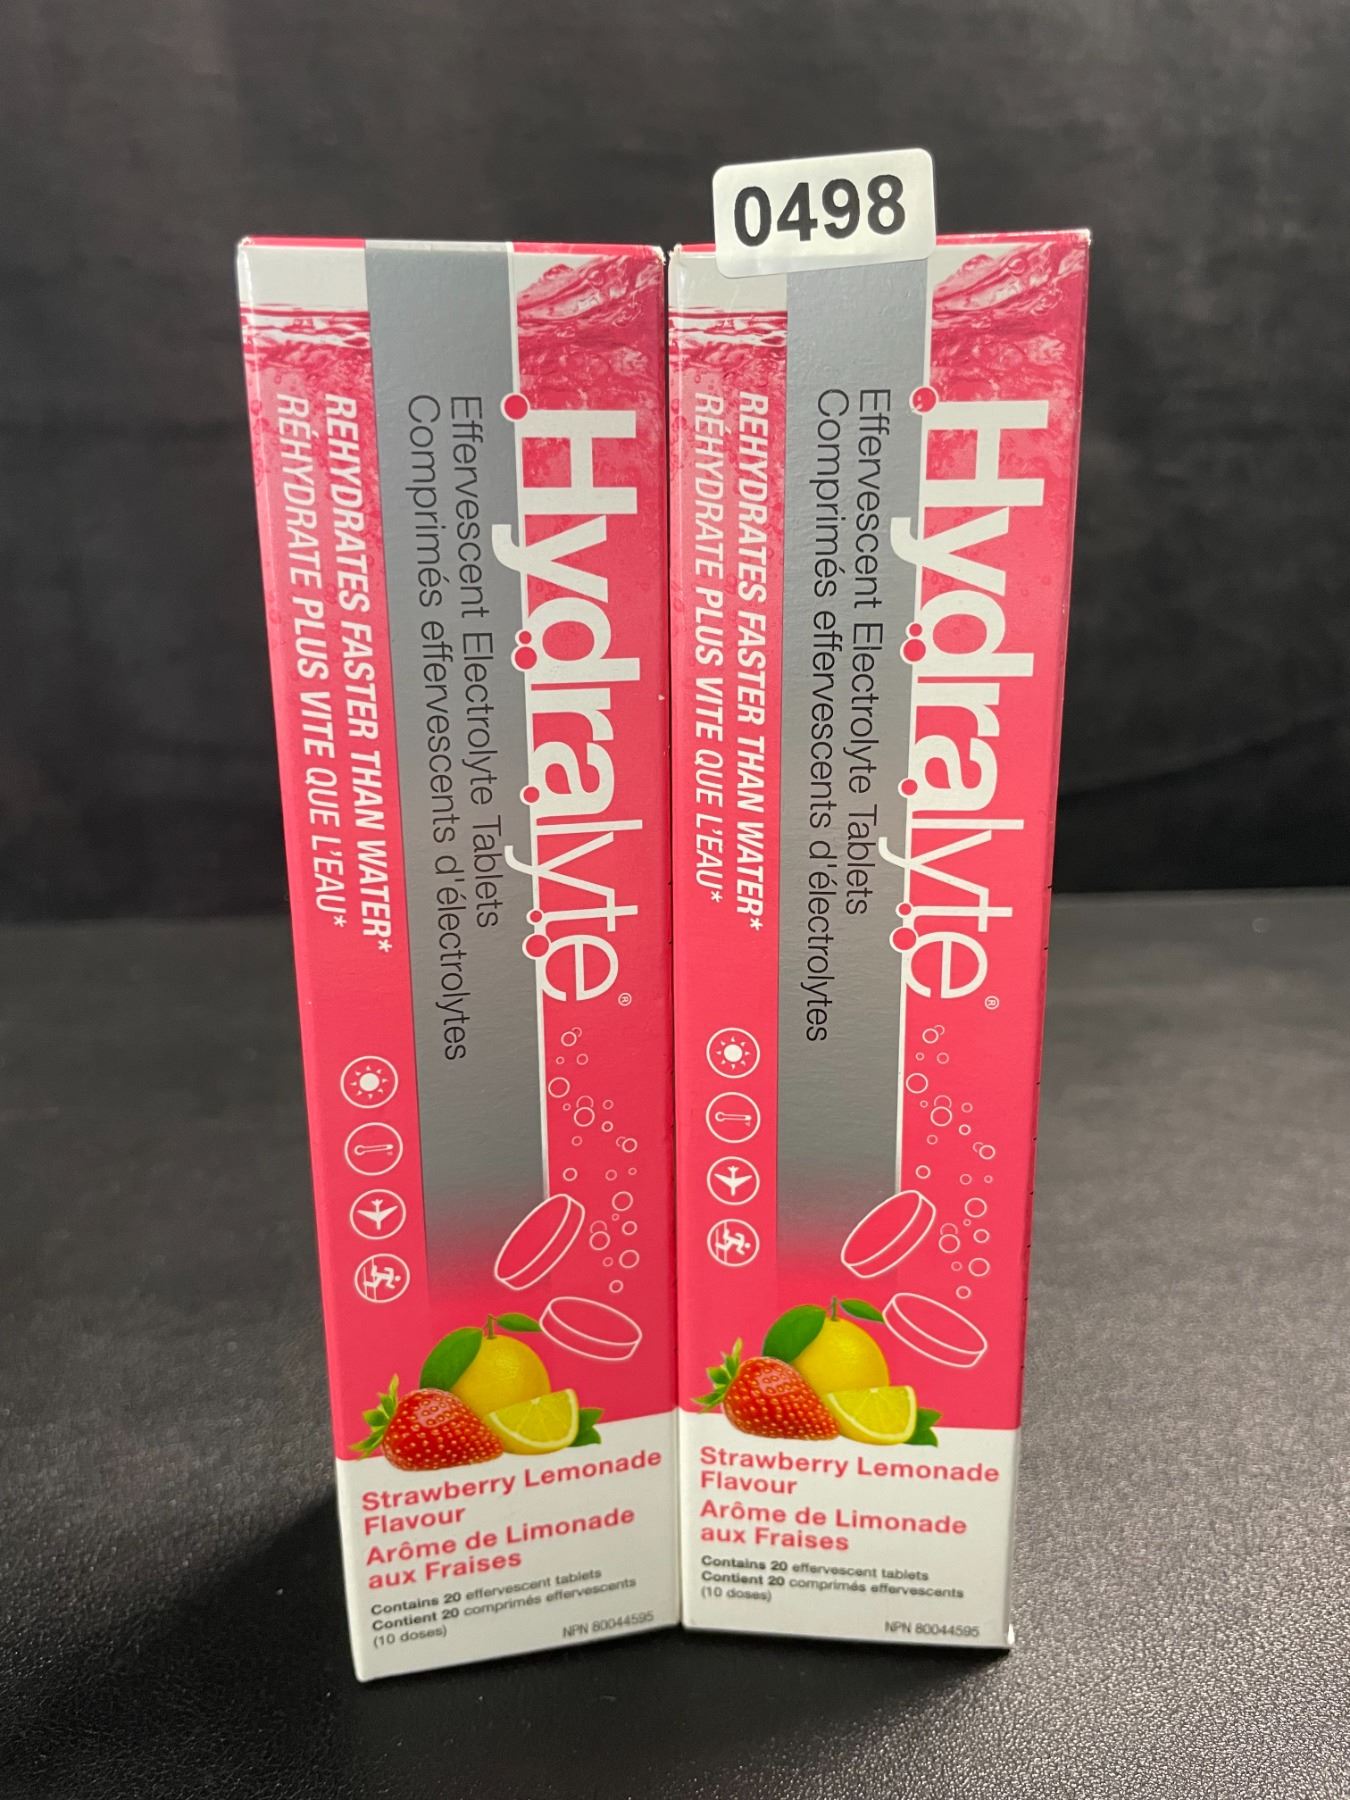 0498
Hydralyte®
Effervescent Electrolyte Tablets
Comprimés effervescents d'électrolytes
REHYDRATES FASTER THAN WATER*
RÉHYDRATE PLUS VITE QUE L'EAU*
Strawberry Lemonade
Flavour
Arôme de Limonade
aux Fraises
Contains 20 effervescent tablets
Contient 20 comprimés effervescents
(10 doses)
NPN 80044595
Hydralyte®
Effervescent Electrolyte Tablets
Comprimés effervescents d'électrolytes
REHYDRATES FASTER THAN WATER*
RÉHYDRATE PLUS VITE QUE L'EAU*
Strawberry Lemonade
Flavour
Arôme de Limonade
aux Fraises
Contains 20 effervescent tablets
Contient 20 comprimés effervescents
(10 doses)
NPN 80044595